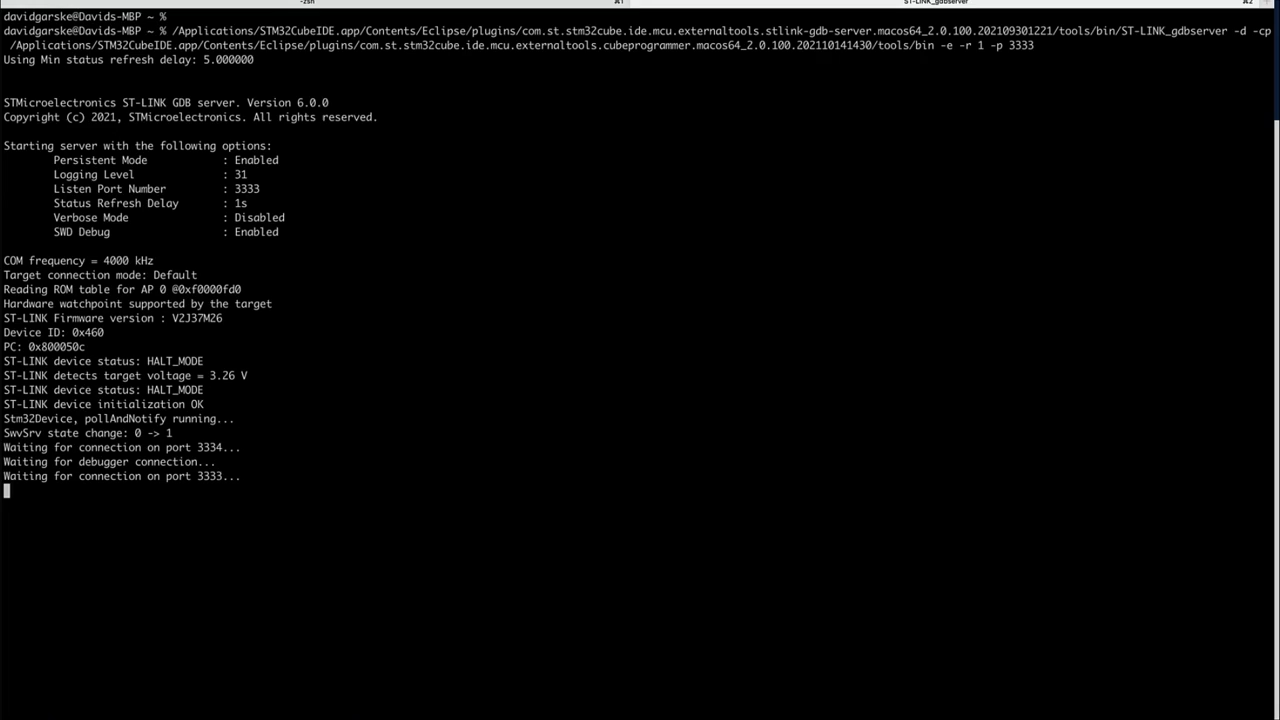 -zsh ⌘1 ST-LINK_gdbserver ⌘2
davidgarske@Davids-MBP ~ %
davidgarske@Davids-MBP ~ % /Applications/STM32CubeIDE.app/Contents/Eclipse/plugins/com.st.stm32cube.ide.mcu.externaltools.stlink-gdb-server.macos64_2.0.100.202109301221/tools/bin/ST-LINK_gdbserver -d -cp
/Applications/STM32CubeIDE.app/Contents/Eclipse/plugins/com.st.stm32cube.ide.mcu.externaltools.cubeprogrammer.macos64_2.0.100.202110141430/tools/bin -e -r 1 -p 3333
Using Min status refresh delay: 5.000000
STMicroelectronics ST-LINK GDB server. Version 6.0.0
Copyright (c) 2021, STMicroelectronics. All rights reserved.
Starting server with the following options:
Persistent Mode : Enabled
Logging Level : 31
Listen Port Number : 3333
Status Refresh Delay : 1s
Verbose Mode : Disabled
SWD Debug : Enabled
COM frequency = 4000 kHz
Target connection mode: Default
Reading ROM table for AP 0 @0xf0000fd0
Hardware watchpoint supported by the target
ST-LINK Firmware version : V2J37M26
Device ID: 0x460
PC: 0x800050c
ST-LINK device status: HALT_MODE
ST-LINK detects target voltage = 3.26 V
ST-LINK device status: HALT_MODE
ST-LINK device initialization OK
Stm32Device, pollAndNotify running...
SwvSrv state change: 0 -> 1
Waiting for connection on port 3334...
Waiting for debugger connection...
Waiting for connection on port 3333...